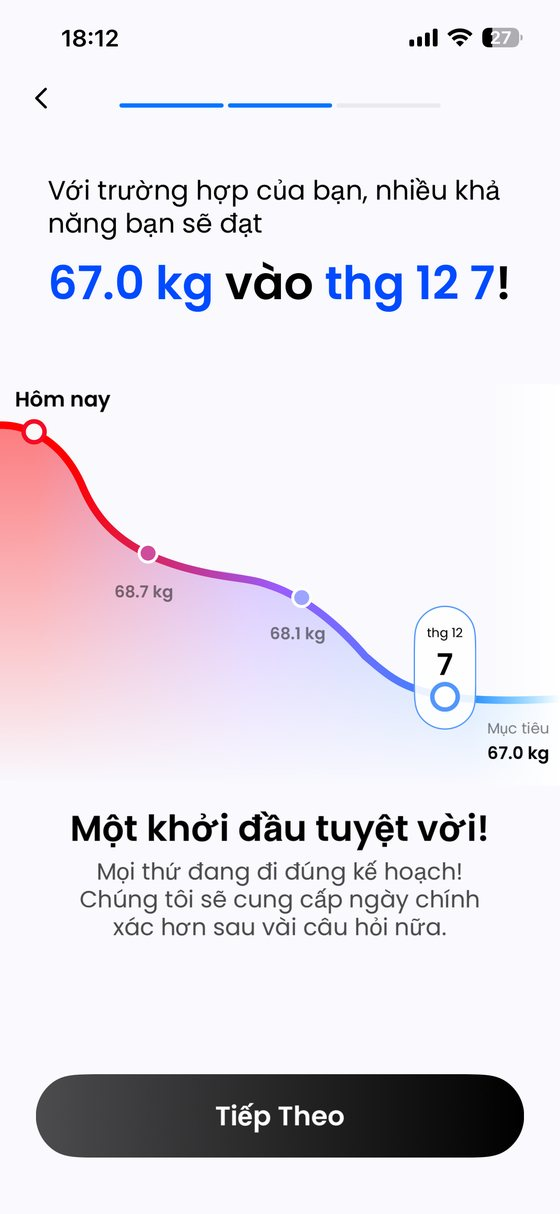 18:12
27
Với trường hợp của bạn, nhiều khả
năng bạn sẽ đạt
67.0 kg vào thg 12 7!
Hôm nay
68.7 kg
68.1 kg
thg 12
7
Mục tiêu
67.0 kg
Một khởi đầu tuyệt vời!
Mọi thứ đang đi đúng kế hoạch!
Chúng tôi sẽ cung cấp ngày chính
xác hơn sau vài câu hỏi nữa.
Tiếp Theo